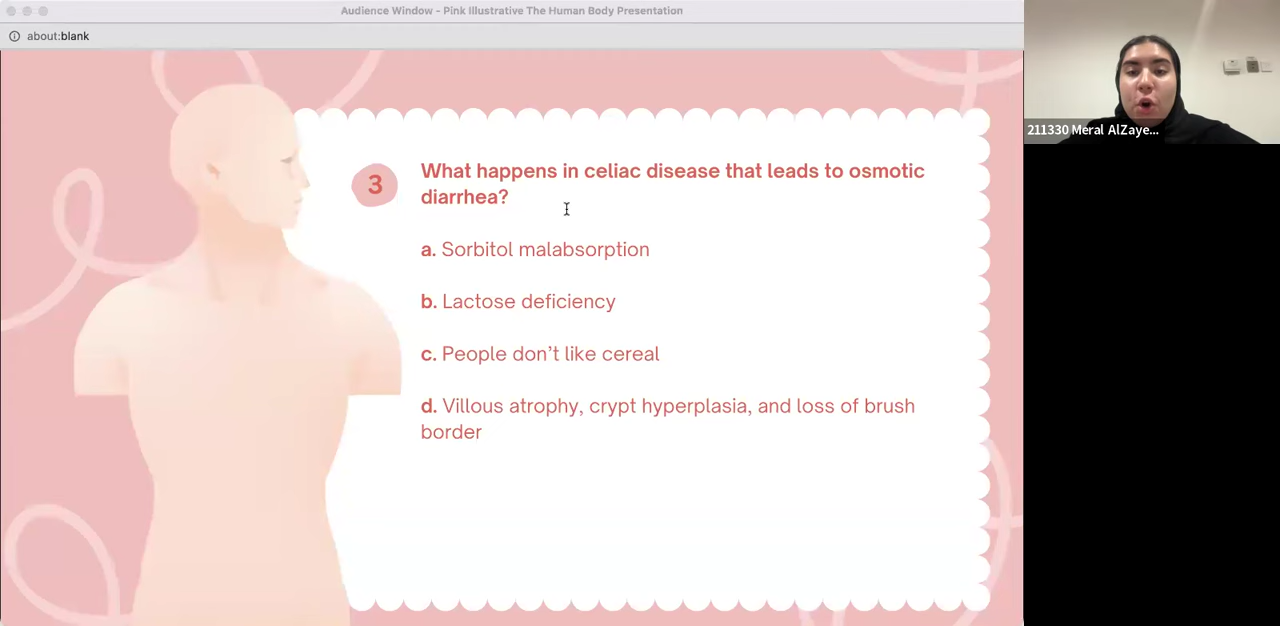 Audience Window - Pink Illustrative The Human Body Presentation
about:blank
211330 Meral AlZaye...
3
What happens in celiac disease that leads to osmotic
diarrhea?
a. Sorbitol malabsorption
b. Lactose deficiency
c. People don’t like cereal
d. Villous atrophy, crypt hyperplasia, and loss of brush
border